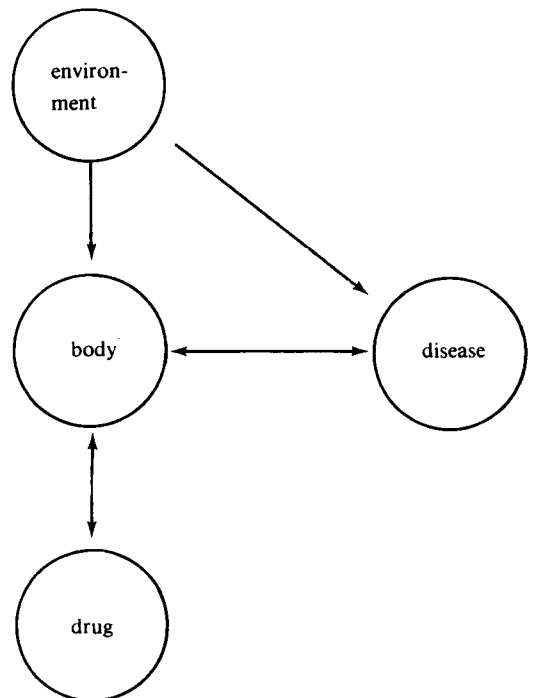 environ-
ment
body
disease
drug